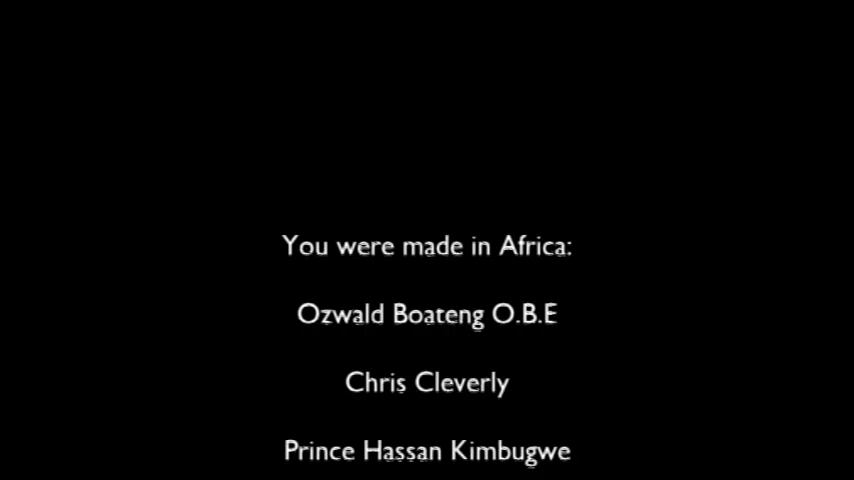 You were made in Africa:
Ozwald Boateng O.B.E
Chris Cleverly
Prince Hassan Kimbugwe